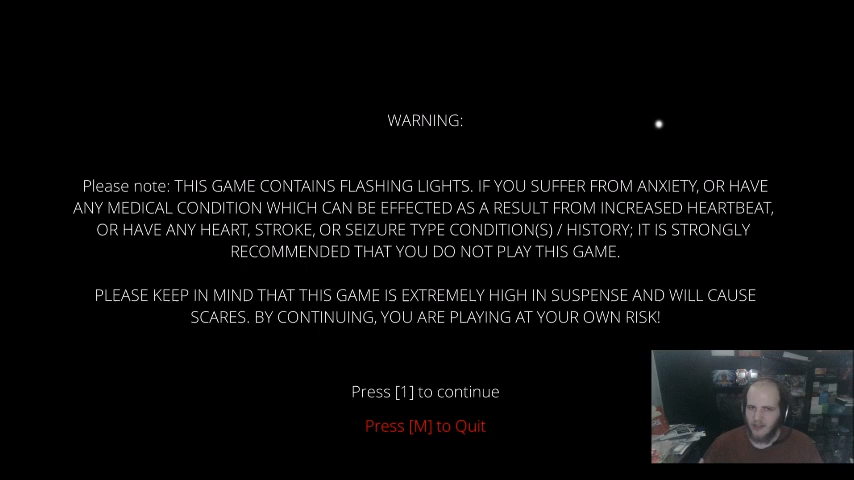 WARNING:
Please note: THIS GAME CONTAINS FLASHING LIGHTS. IF YOU SUFFER FROM ANXIETY, OR HAVE
ANY MEDICAL CONDITION WHICH CAN BE EFFECTED AS A RESULT FROM INCREASED HEARTBEAT,
OR HAVE ANY HEART, STROKE, OR SEIZURE TYPE CONDITION(S) / HISTORY; IT IS STRONGLY
RECOMMENDED THAT YOU DO NOT PLAY THIS GAME.
PLEASE KEEP IN MIND THAT THIS GAME IS EXTREMELY HIGH IN SUSPENSE AND WILL CAUSE
SCARES. BY CONTINUING, YOU ARE PLAYING AT YOUR OWN RISK!
Press [1] to continue
Press [M] to Quit